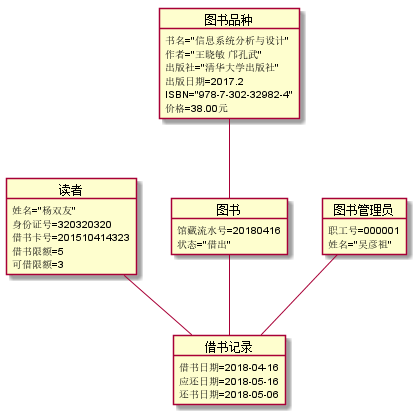 图书品种
书名="信息系统分析与设计"
作者="王晓敏 邝孔武"
出版社="清华大学出版社"
出版日期=2017.2
ISBN="978-7-302-32982-4"
价格=38.00元
读者
姓名="杨双友"
身份证号=320320320
借书卡号=201510414323
借书限额=5
可借限额=3
图书
馆藏流水号=20180416
状态="借出"
图书管理员
职工号=000001
姓名="吴彦祖"
借书记录
借书日期=2018-04-16
应还日期=2018-05-16
还书日期=2018-05-06